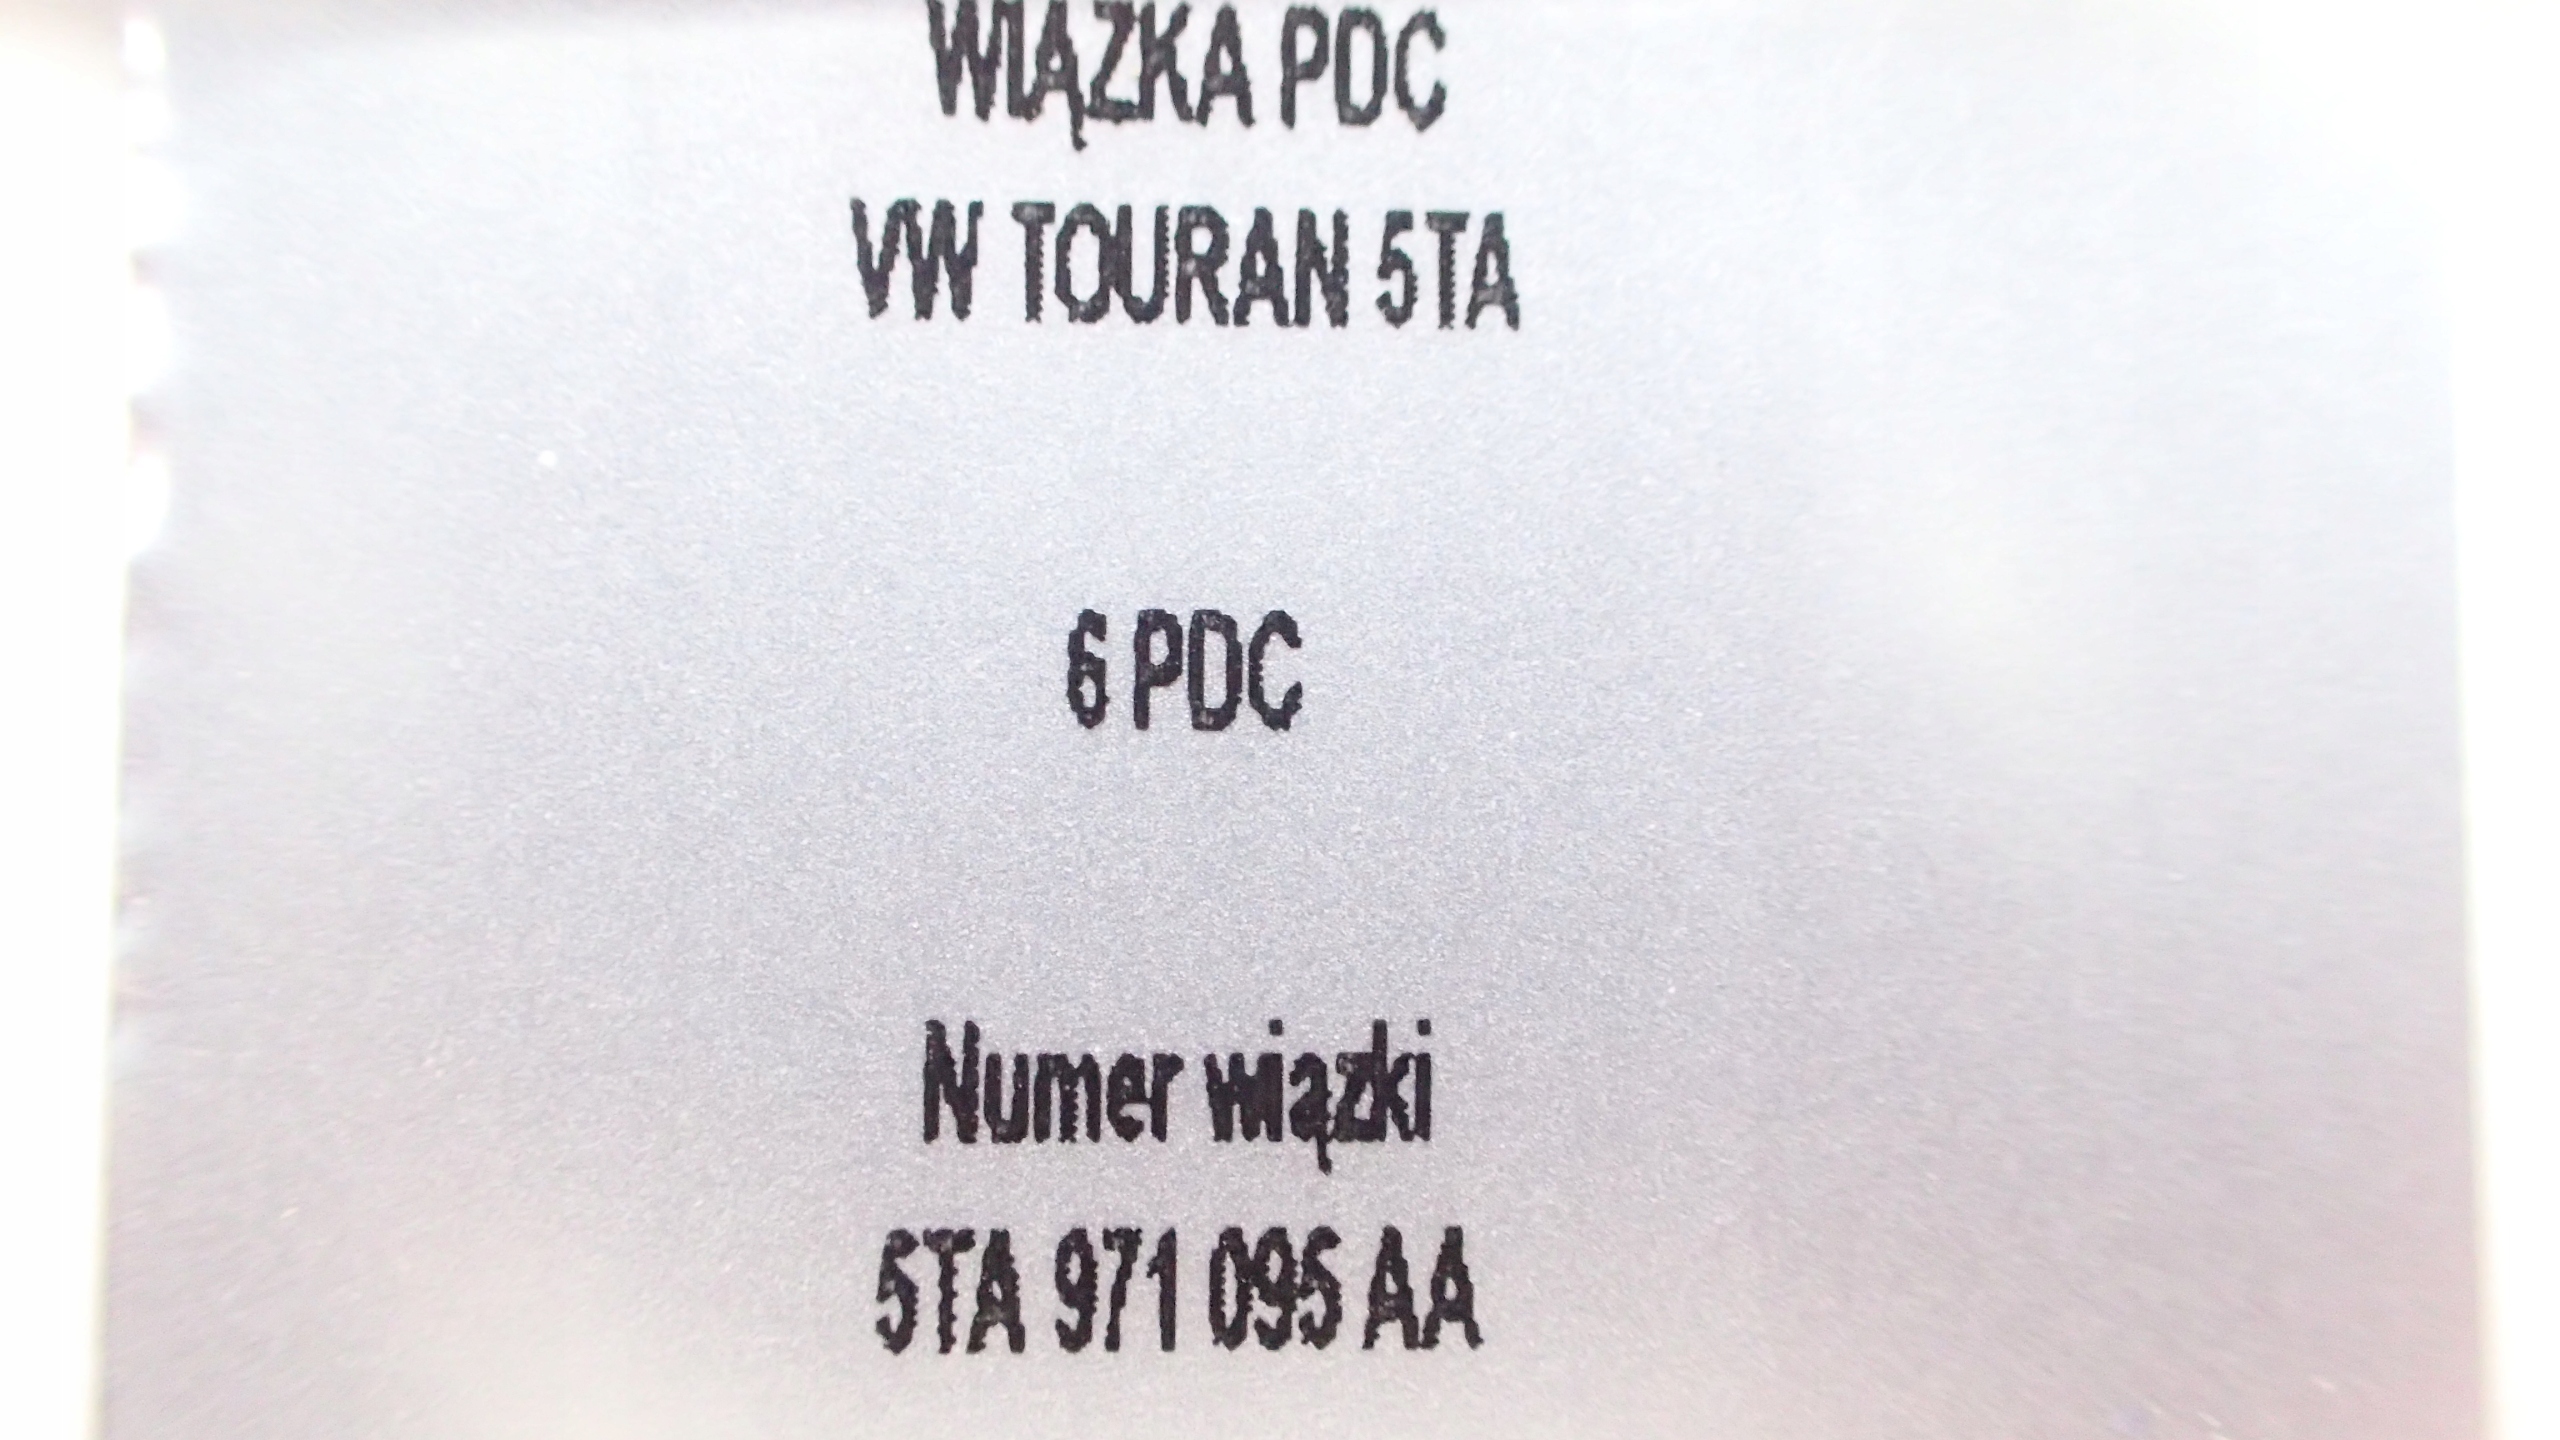 WIĄZKA PDC
VW TOURAN 5TA
6 PDC
Numer wiązki
5TA 971 095 AA